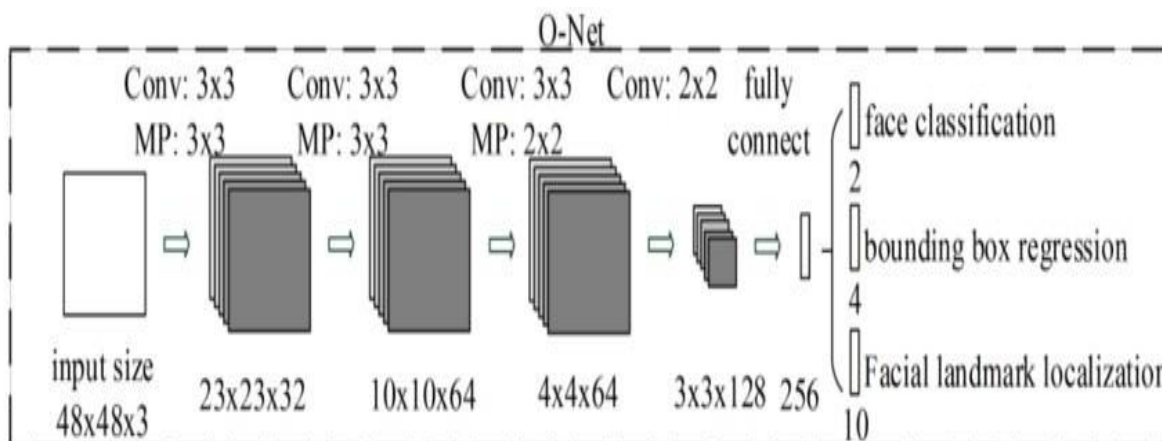 O-Net
Conv: 3x3 Conv: 3x3 Conv: 3x3 Conv: 2x2 fully
MP: 3x3 MP: 3x3 MP: 2x2 connect
face classification
2
bounding box regression
4
Facial landmark localization
10
input size
48x48x3
23x23x32
10x10x64
4x4x64
3x3x128
256